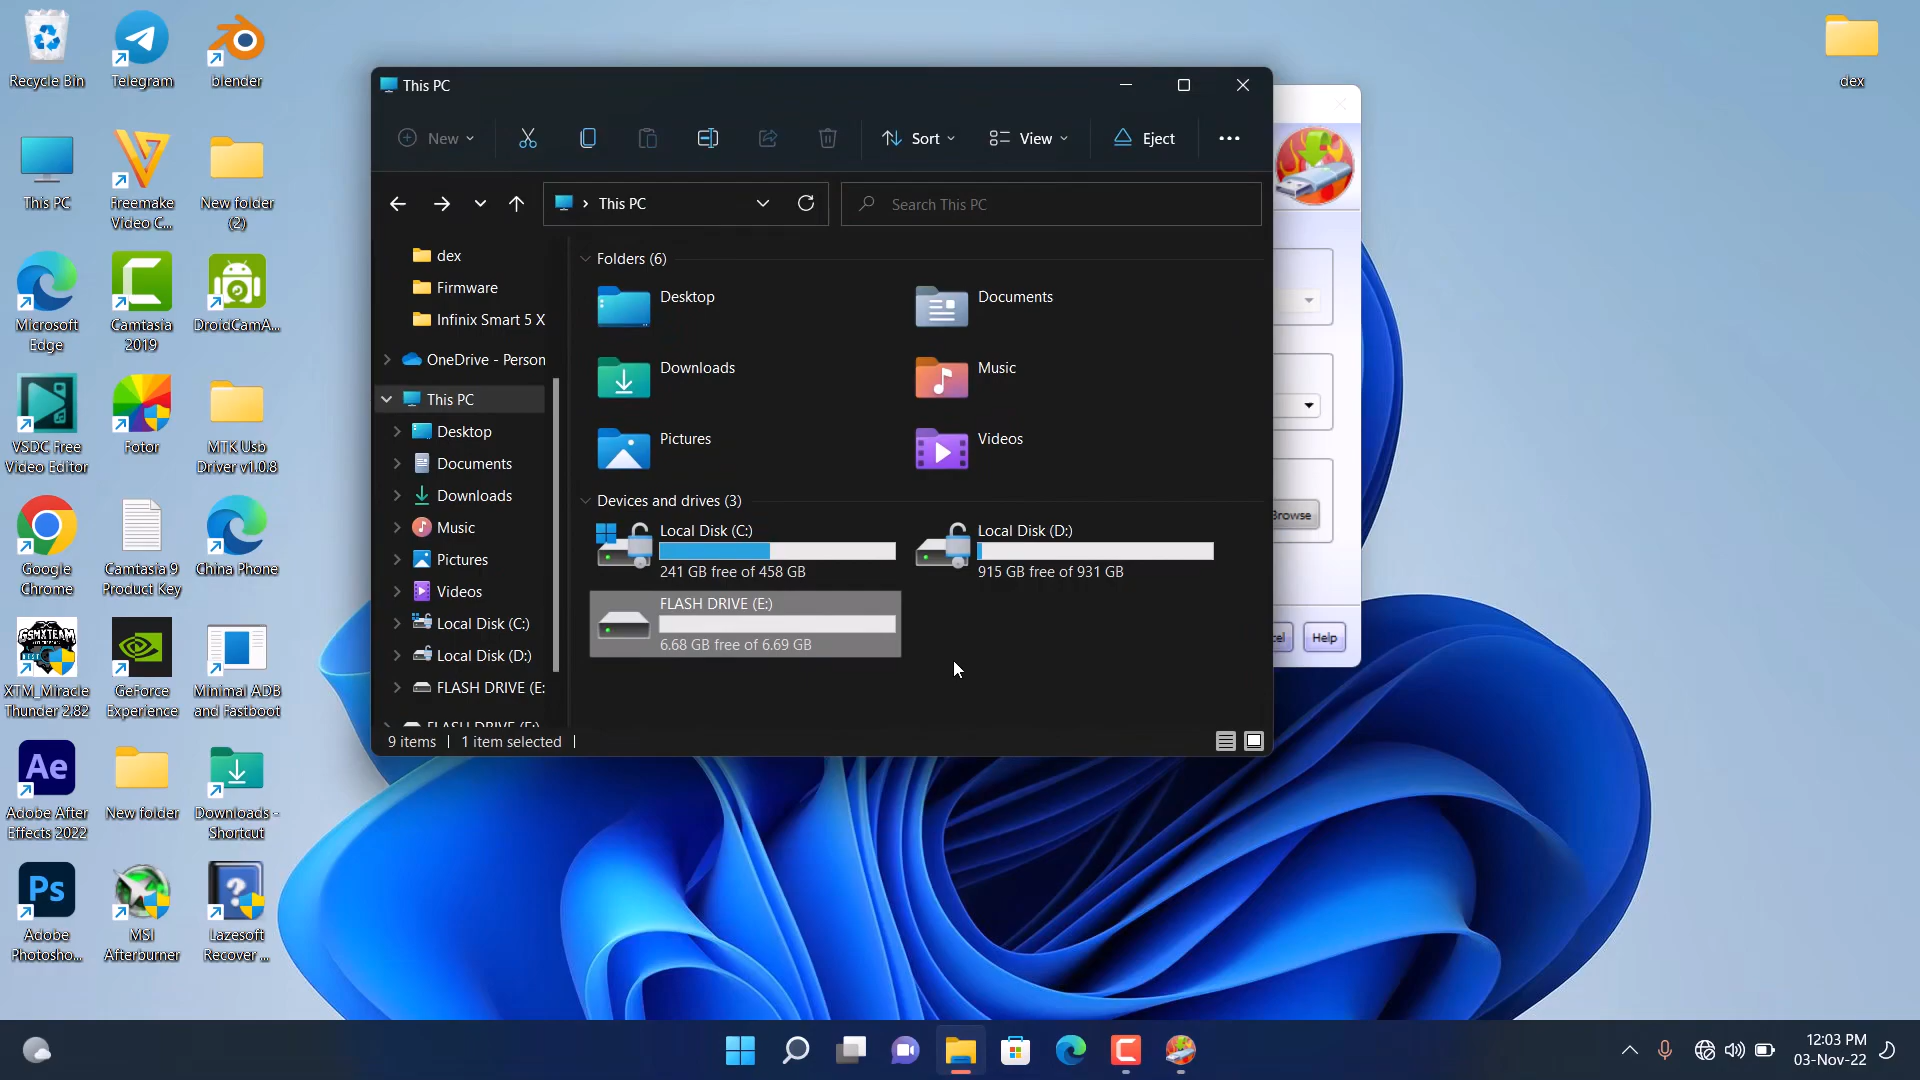 Recycle Bin
Telegram
blender
This PC
Freemake
Video C...
New folder
(2)
Microsoft
Edge
Camtasia
2019
DroidCamA...
VSDC Free
Video Editor
Fotor
MTK Usb
Driver v1.0.8
Google
Chrome
Camtasia 9
Product Key
China Phone
XTM_Miracle
Thunder 2.82
GeForce
Experience
Minimal ADB
and Fastboot
Adobe After
Effects 2022
New folder
Downloads -
Shortcut
Adobe
Photosho...
MSI
Afterburner
Lazesoft
Recover ...
dex
This PC
New
Sort
View
Eject
This PC
Search This PC
dex
Firmware
Infinix Smart 5 X
OneDrive - Person
This PC
Desktop
Documents
Downloads
Music
Pictures
Videos
Local Disk (C:)
Local Disk (D:)
FLASH DRIVE (E:
FLASH DRIVE (E:)
Folders (6)
Desktop
Documents
Downloads
Music
Pictures
Videos
Devices and drives (3)
Local Disk (C:)
241 GB free of 458 GB
Local Disk (D:)
915 GB free of 931 GB
FLASH DRIVE (E:)
6.68 GB free of 6.69 GB
9 items
1 item selected
Browse
Help
12:03 PM
03-Nov-22